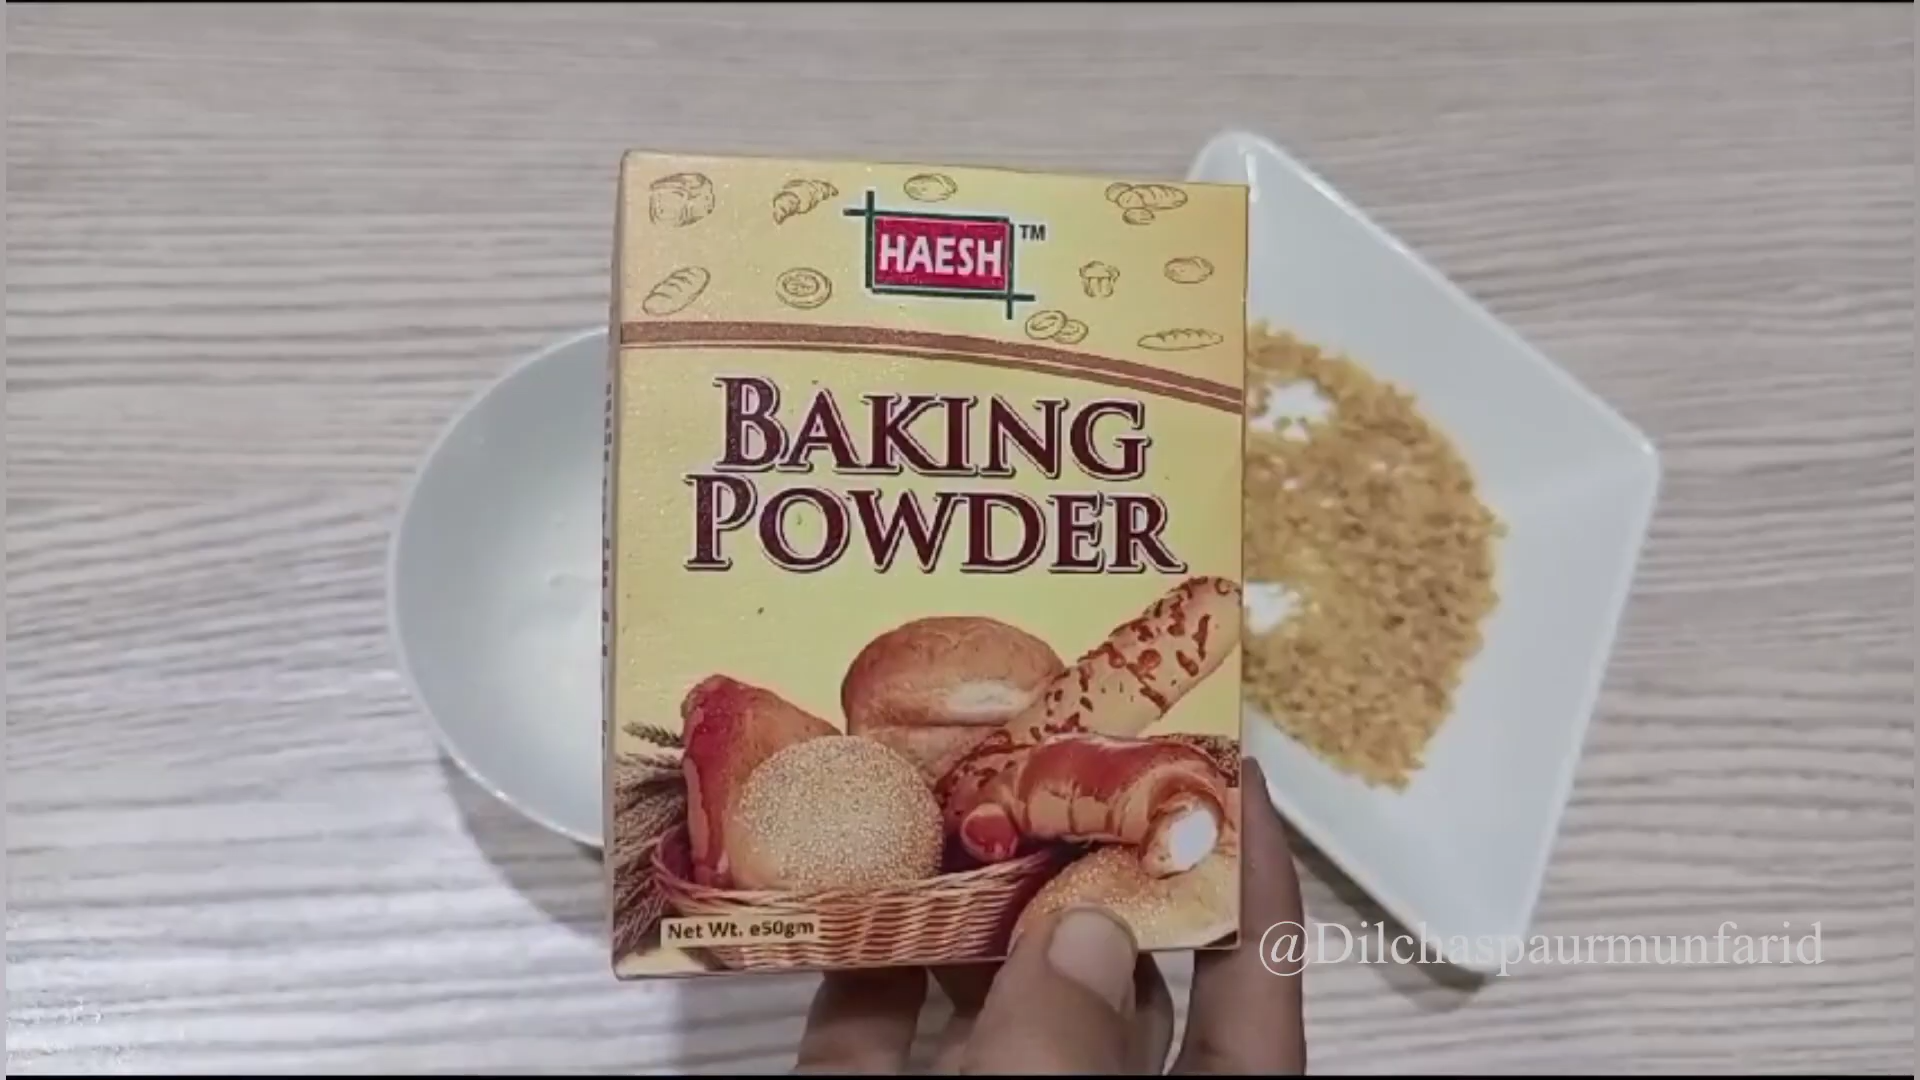 HAESH TM
BAKING
POWDER
Net Wt. e50gm
@Dilchaspaurmunfarid